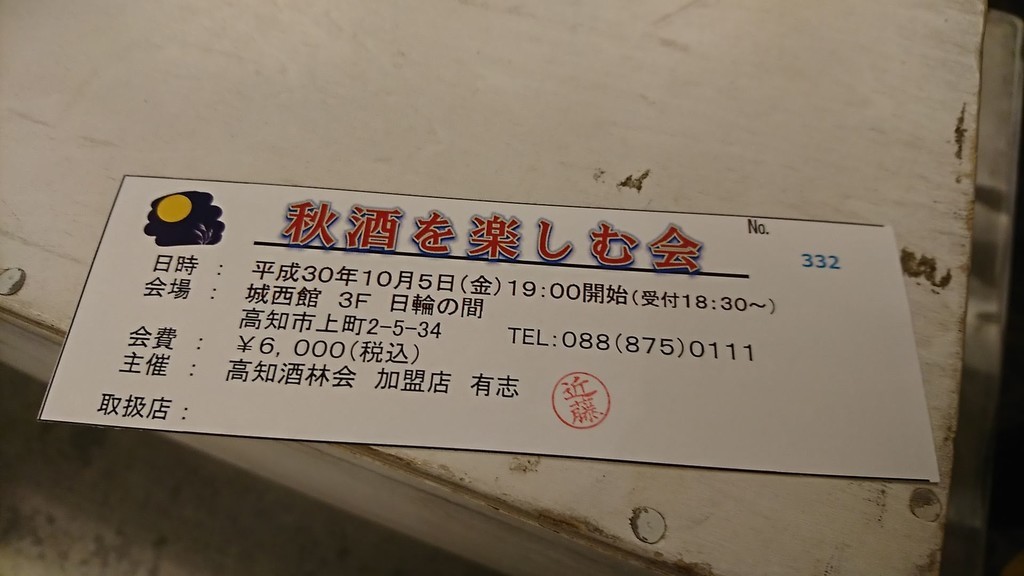 秋酒を楽しむ会
No.
332
日時 : 平成30年10月5日(金)19:00開始(受付18:30～)
会場 : 城西館 3F 日輪の間
高知市上町2-5-34 TEL:088(875)0111
会費 : ￥6,000(税込)
主催 : 高知酒林会 加盟店 有志
近藤
取扱店: